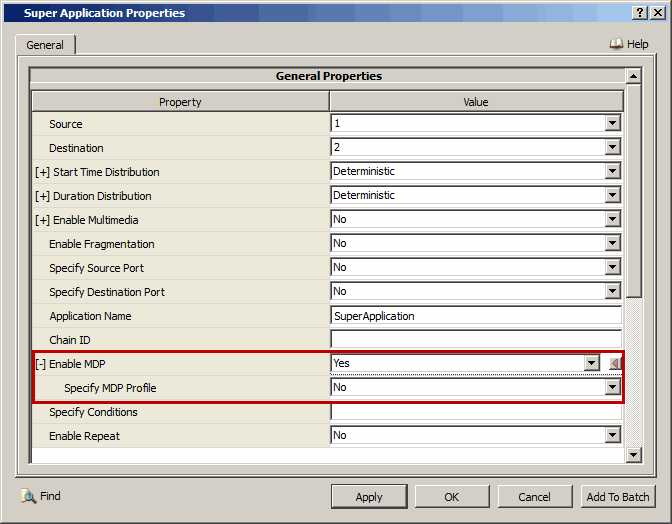 Super Application Properties
General
Help
General Properties
Property Value
Source 1
Destination 2
[+] Start Time Distribution Deterministic
[+] Duration Distribution Deterministic
[+] Enable Multimedia No
Enable Fragmentation No
Specify Source Port No
Specify Destination Port No
Application Name SuperApplication
Chain ID
[-] Enable MDP Yes
Specify MDP Profile No
Specify Conditions
Enable Repeat No
Find Apply OK Cancel Add To Batch